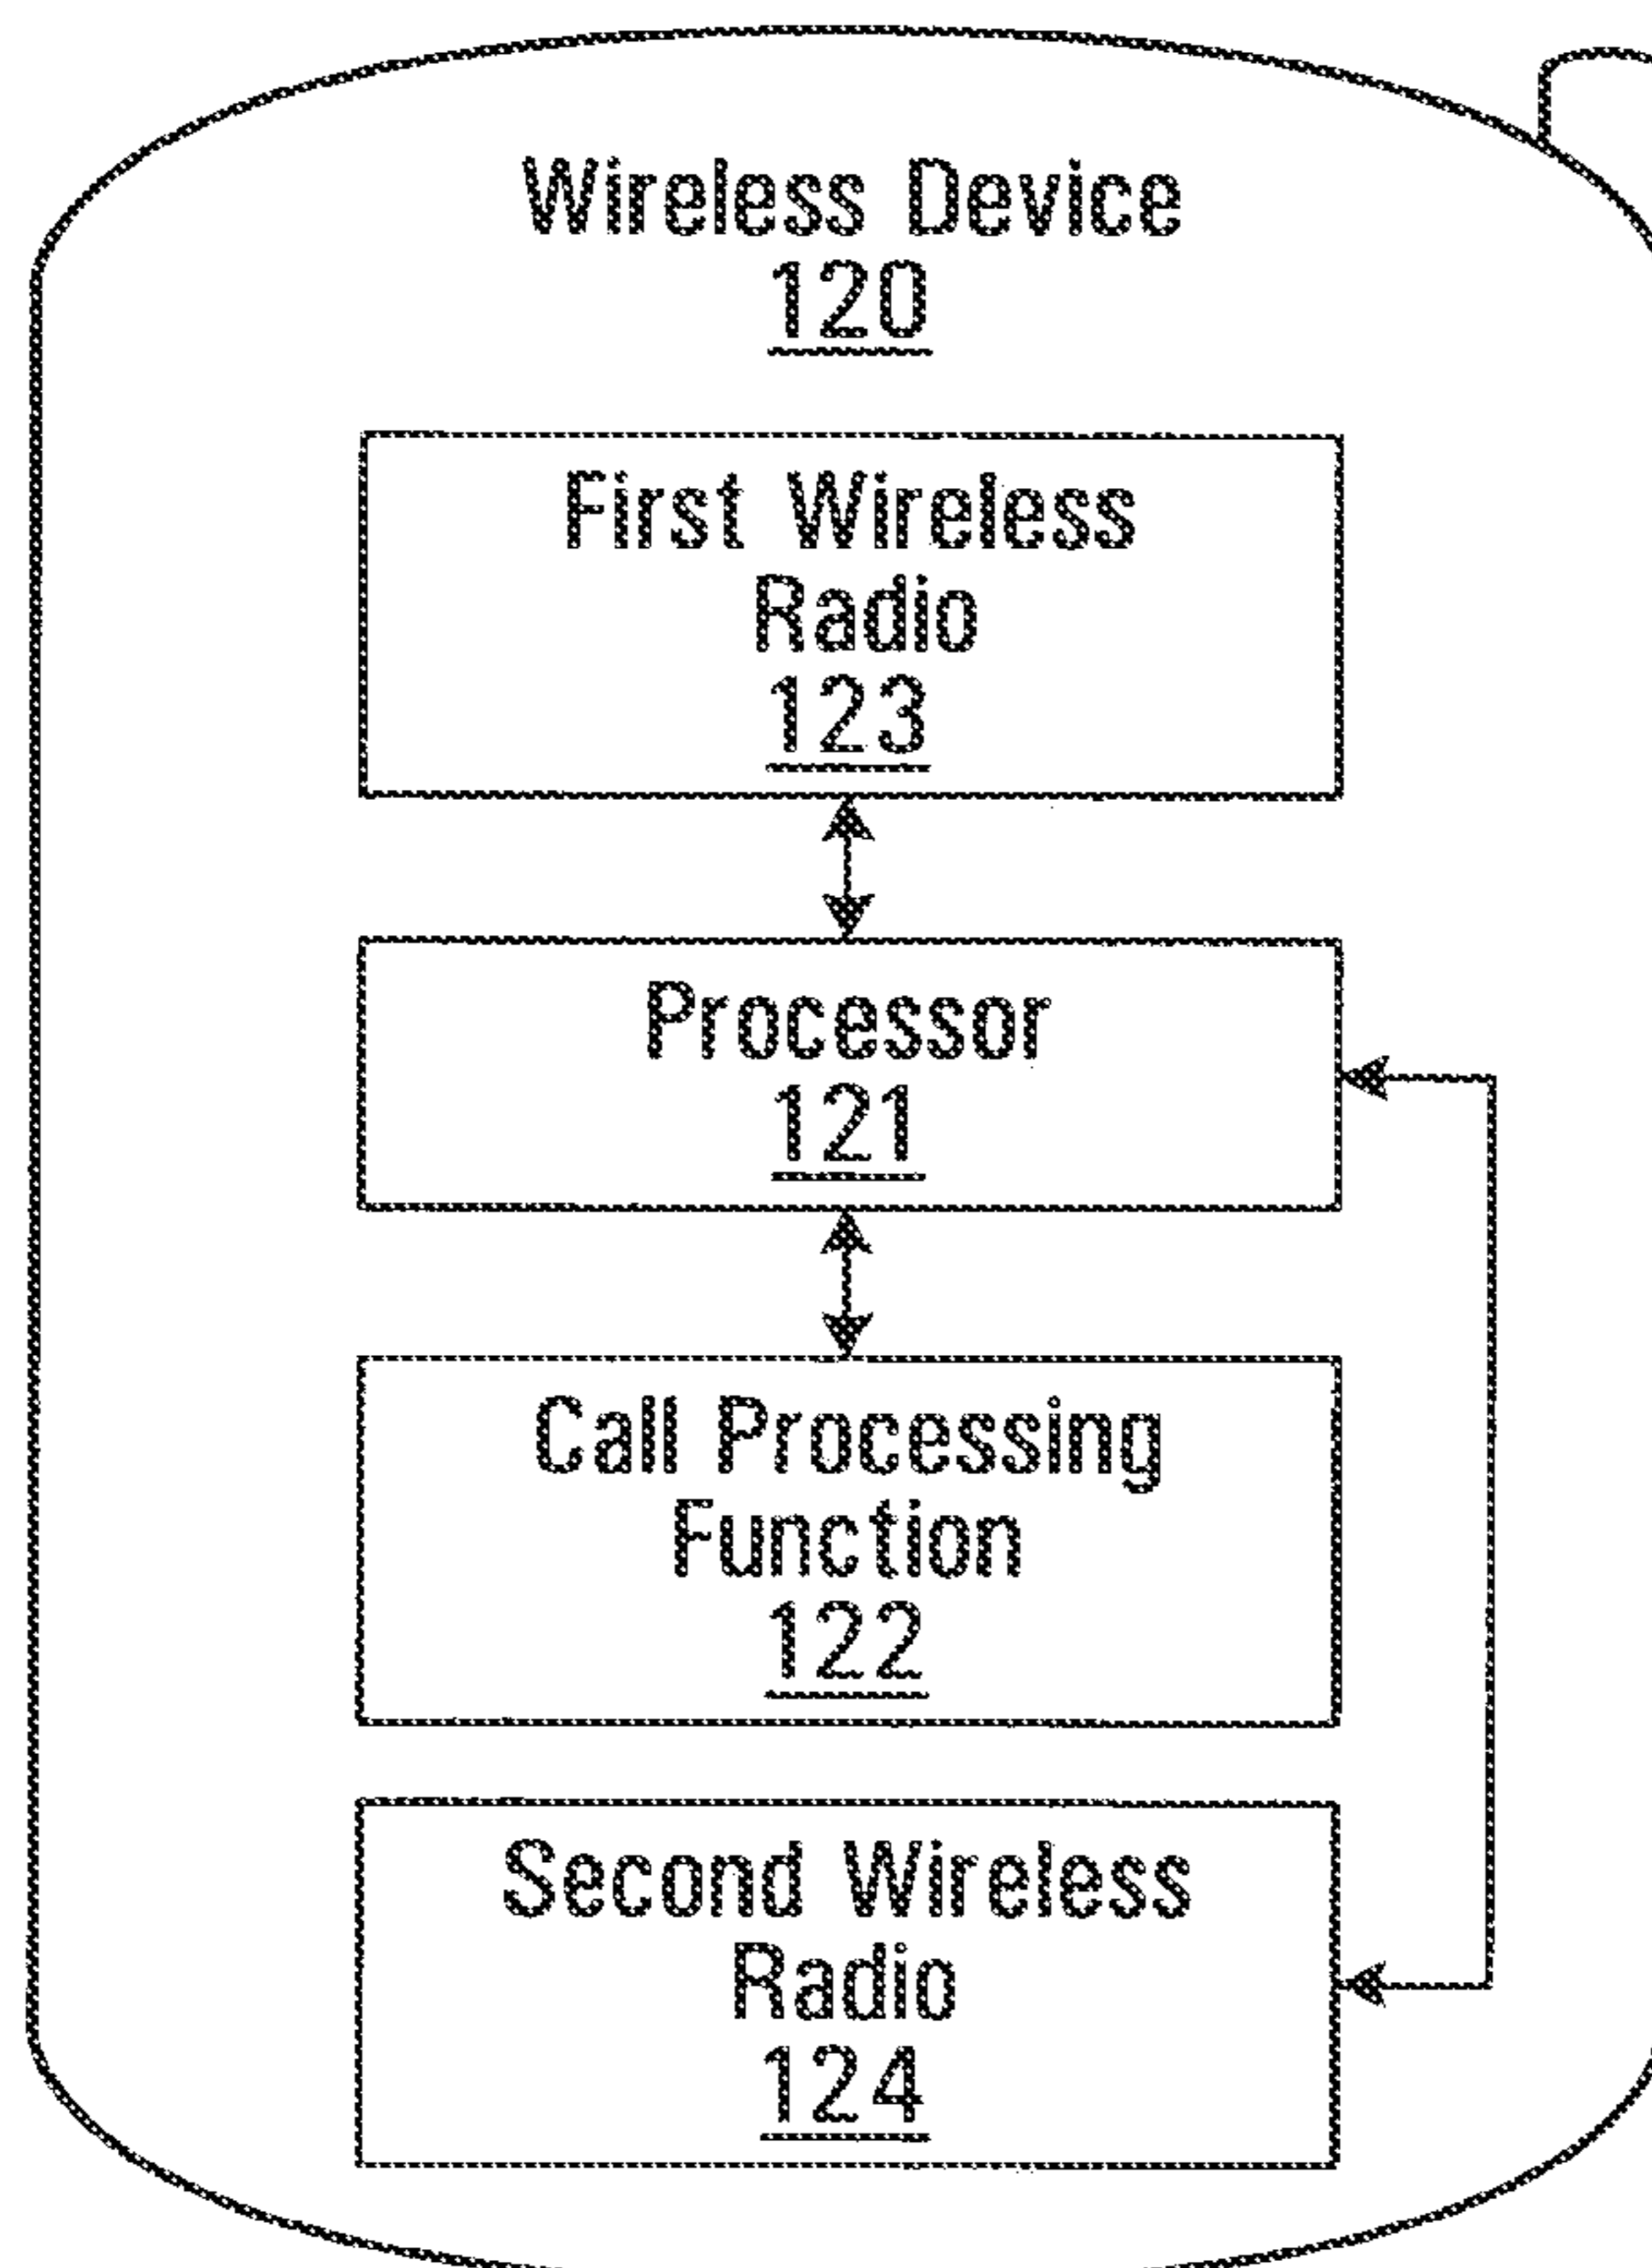 Wireless Device
120
First Wireless
Radio
123
Processor
121
Call Processing
Function
122
Second Wireless
Radio
124